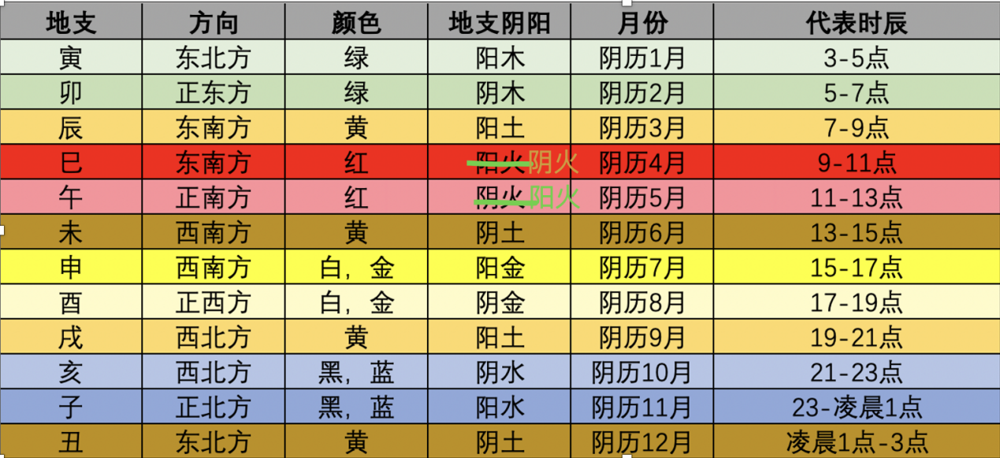 地支 方向 颜色 地支阴阳 月份 代表时辰
寅 东北方 绿 阳木 阴历1月 3-5点
卯 正东方 绿 阴木 阴历2月 5-7点
辰 东南方 黄 阳土 阴历3月 7-9点
巳 东南方 红 阳火 阴火 阴历4月 9-11点
午 正南方 红 阴火 阳火 阴历5月 11-13点
未 西南方 黄 阴土 阴历6月 13-15点
申 西南方 白，金 阳金 阴历7月 15-17点
酉 正西方 白，金 阴金 阴历8月 17-19点
戌 西北方 黄 阳土 阴历9月 19-21点
亥 西北方 黑，蓝 阴水 阴历10月 21-23点
子 正北方 黑，蓝 阳水 阴历11月 23-凌晨1点
丑 东北方 黄 阴土 阴历12月 凌晨1点-3点